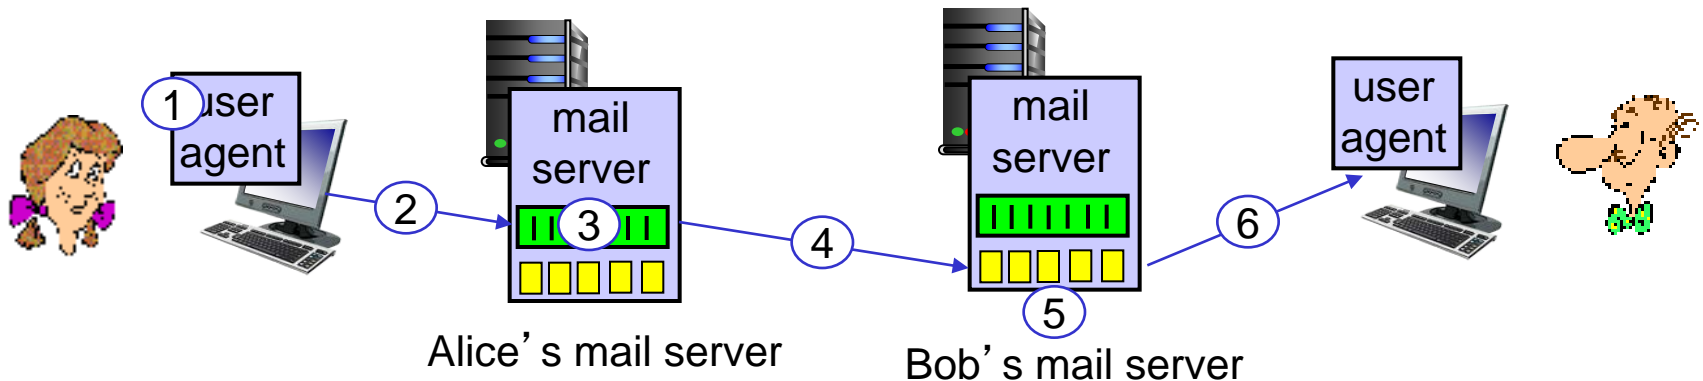 1
user
agent
2
mail
server
3
4
mail
server
5
6
user
agent
Alice’s mail server
Bob’s mail server